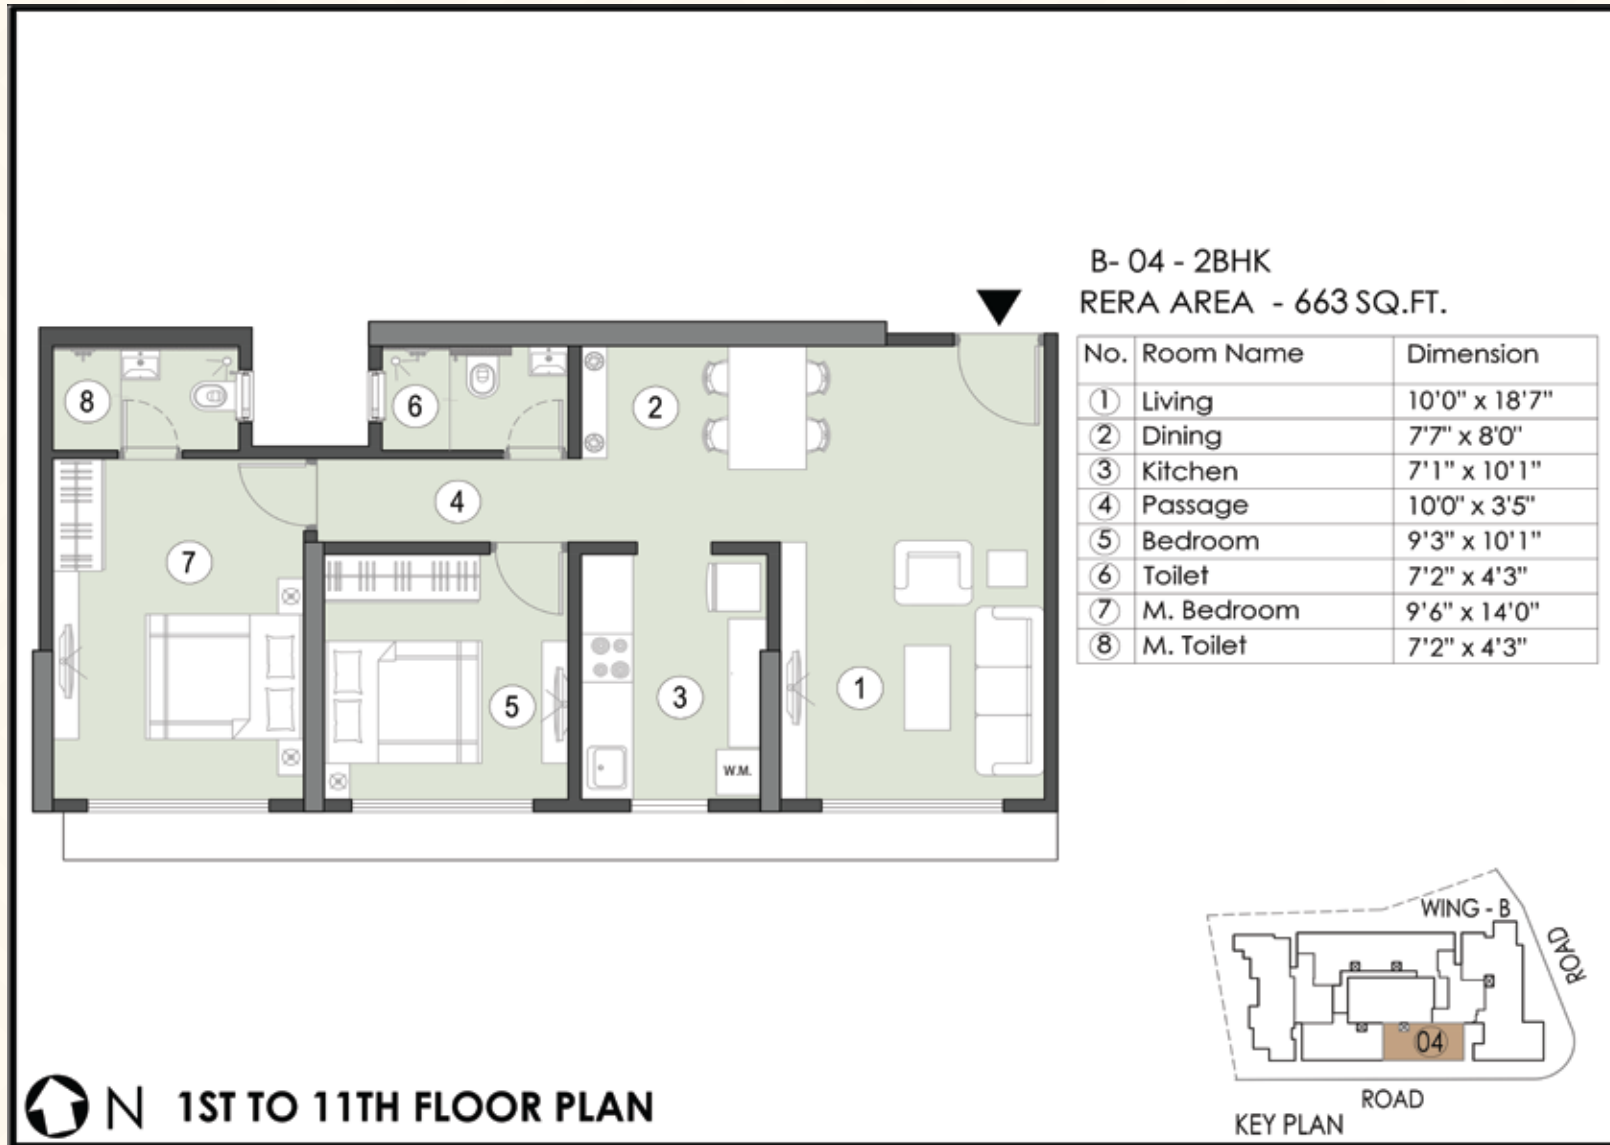 B- 04 - 2BHK
RERA AREA - 663 SQ.FT.
No. Room Name Dimension
1 Living 10'0" x 18'7"
2 Dining 7'7" x 8'0"
3 Kitchen 7'1" x 10'1"
4 Passage 10'0" x 3'5"
5 Bedroom 9'3" x 10'1"
6 Toilet 7'2" x 4'3"
7 M. Bedroom 9'6" x 14'0"
8 M. Toilet 7'2" x 4'3"
8
6
2
4
7
5
3
1
W.M.
WING - B
ROAD
04
ROAD
KEY PLAN
N 1ST TO 11TH FLOOR PLAN